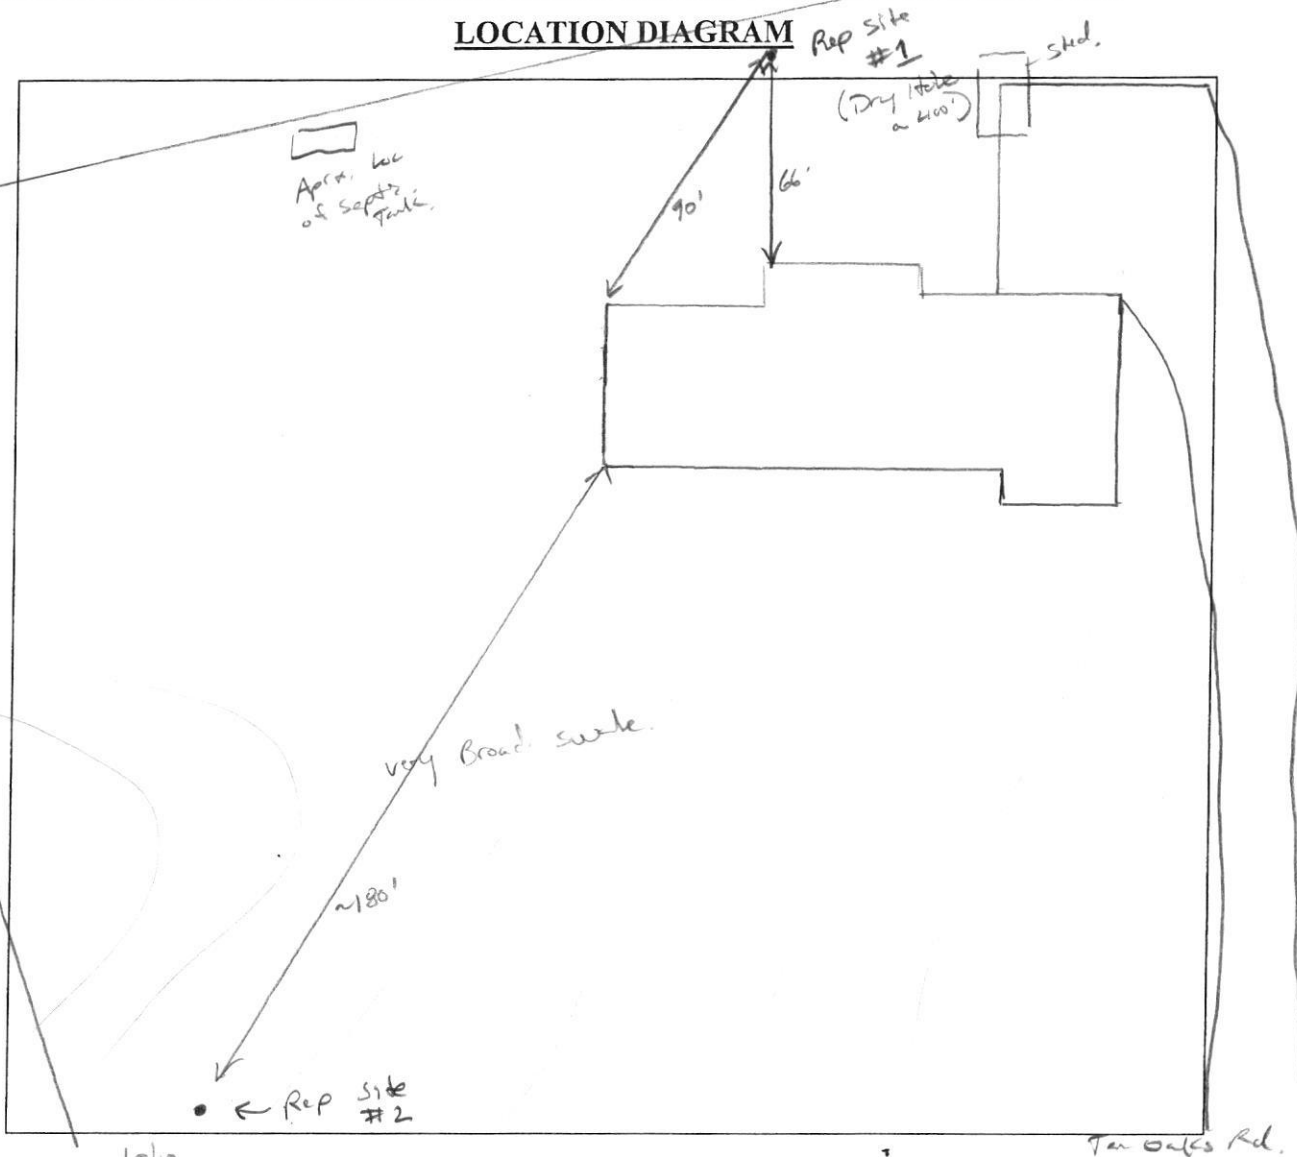 LOCATION DIAGRAM
Rep site
#1
(Dry Hole
@ 400')
shed.
Aprx. Loc
of Septic
Tank.
90'
66'
very Broad swale.
~180'
← Rep site
#2
Oaks Rd.